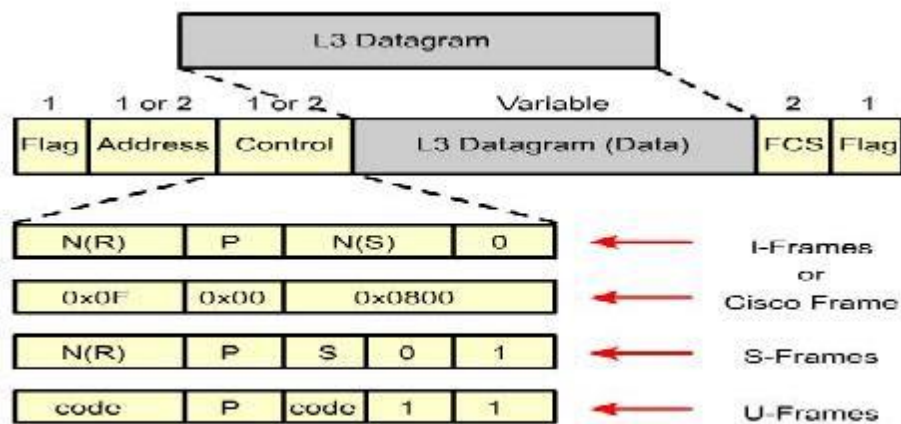 L3 Datagram
1 1 or 2 1 or 2 Variable 2 1
Flag Address Control L3 Datagram (Data) FCS Flag
N(R) P N(S) 0
I-Frames
or
0x0F 0x00 0x0800
Cisco Frame
N(R) P S 0 1 S-Frames
code P code 1 1 U-Frames